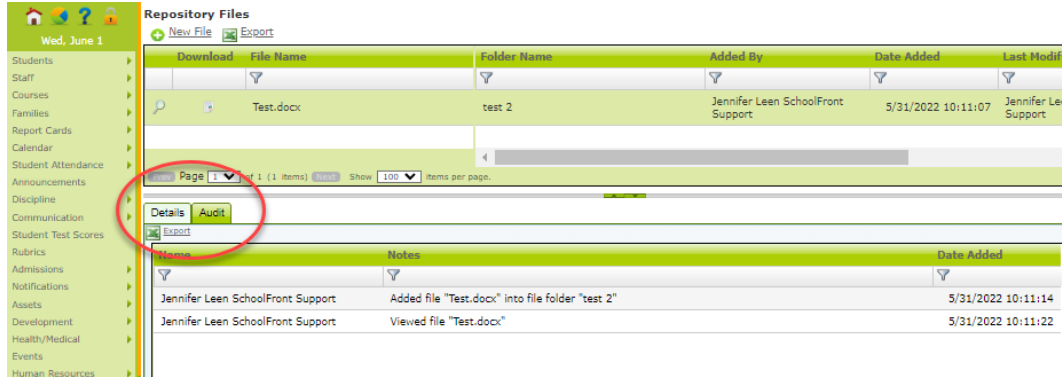 Wed, June 1
Students
Staff
Courses
Families
Report Cards
Calendar
Student Attendance
Announcements
Discipline
Communication
Student Test Scores
Rubrics
Admissions
Notifications
Assets
Development
Health/Medical
Events
Human Resources
Repository Files
New File Export
Download File Name Folder Name Added By Date Added Last Modif
Test.docx test 2 Jennifer Leen SchoolFront Support 5/31/2022 10:11:07 Jennifer Le Support
Prev Page 1 of 1 (1 items) Next Show 100 items per page.
Details Audit
Export
Name Notes Date Added
Jennifer Leen SchoolFront Support Added file "Test.docx" into file folder "test 2" 5/31/2022 10:11:14
Jennifer Leen SchoolFront Support Viewed file "Test.docx" 5/31/2022 10:11:22